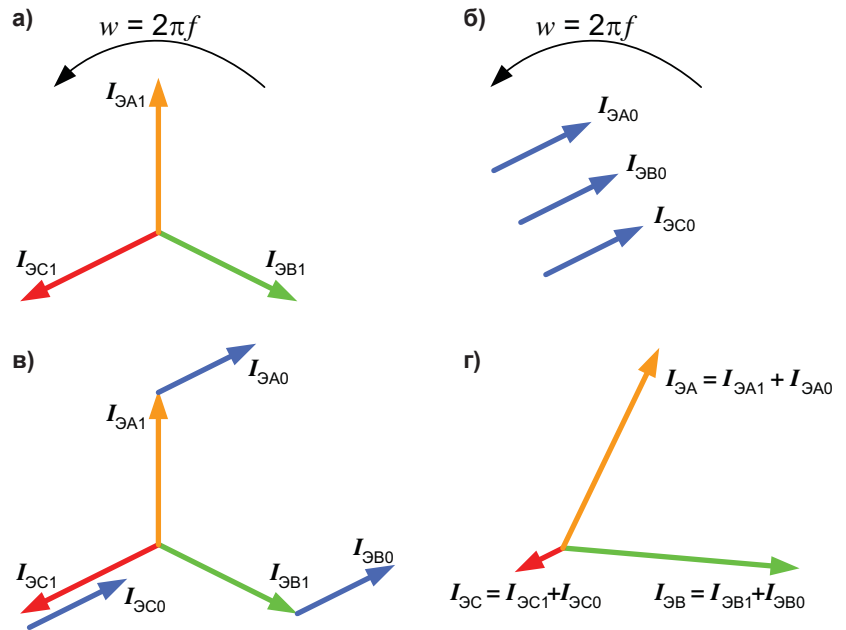 а)
w = 2πf
IЭА1
IЭС1
IЭВ1
б)
w = 2πf
IЭА0
IЭВ0
IЭС0
в)
IЭА0
IЭА1
IЭС1
IЭС0
IЭВ1
IЭВ0
г)
IЭА = IЭА1 + IЭА0
IЭС = IЭС1+IЭС0
IЭВ = IЭВ1+IЭВ0